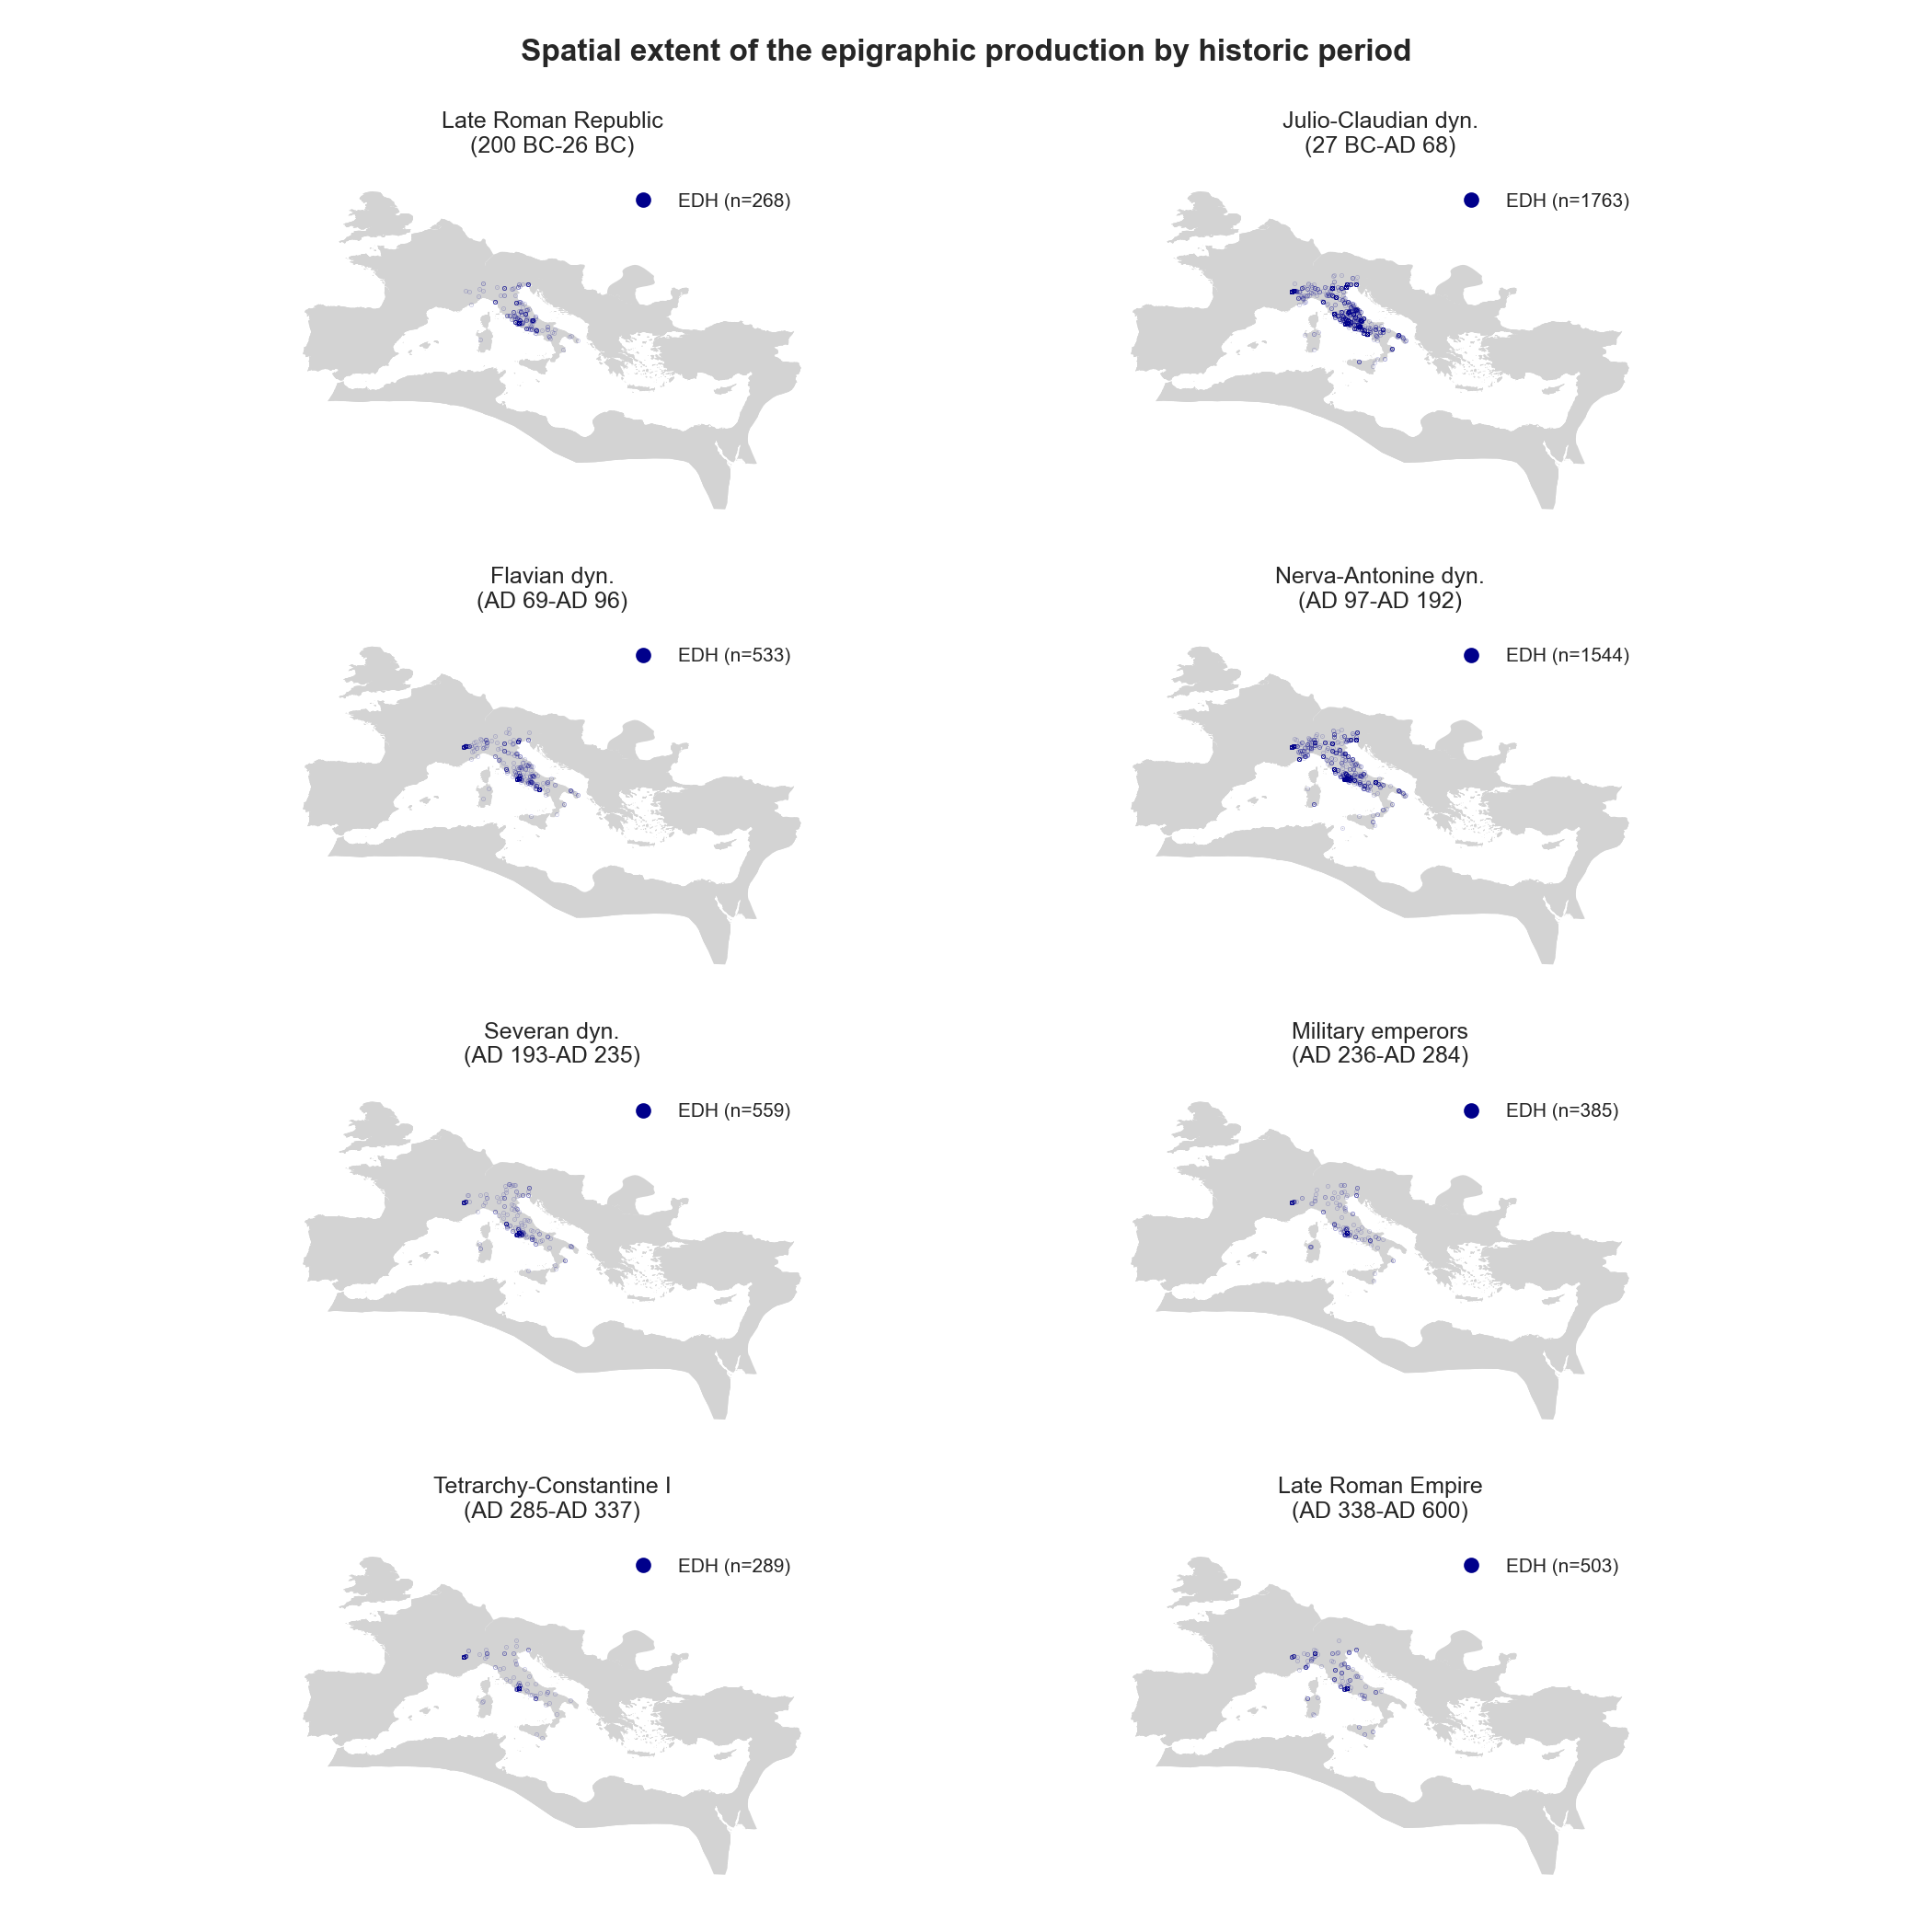 Spatial extent of the epigraphic production by historic period
Late Roman Republic
(200 BC-26 BC)
EDH (n=268)
Julio-Claudian dyn.
(27 BC-AD 68)
EDH (n=1763)
Flavian dyn.
(AD 69-AD 96)
EDH (n=533)
Nerva-Antonine dyn.
(AD 97-AD 192)
EDH (n=1544)
Severan dyn.
(AD 193-AD 235)
EDH (n=559)
Military emperors
(AD 236-AD 284)
EDH (n=385)
Tetrarchy-Constantine I
(AD 285-AD 337)
EDH (n=289)
Late Roman Empire
(AD 338-AD 600)
EDH (n=503)